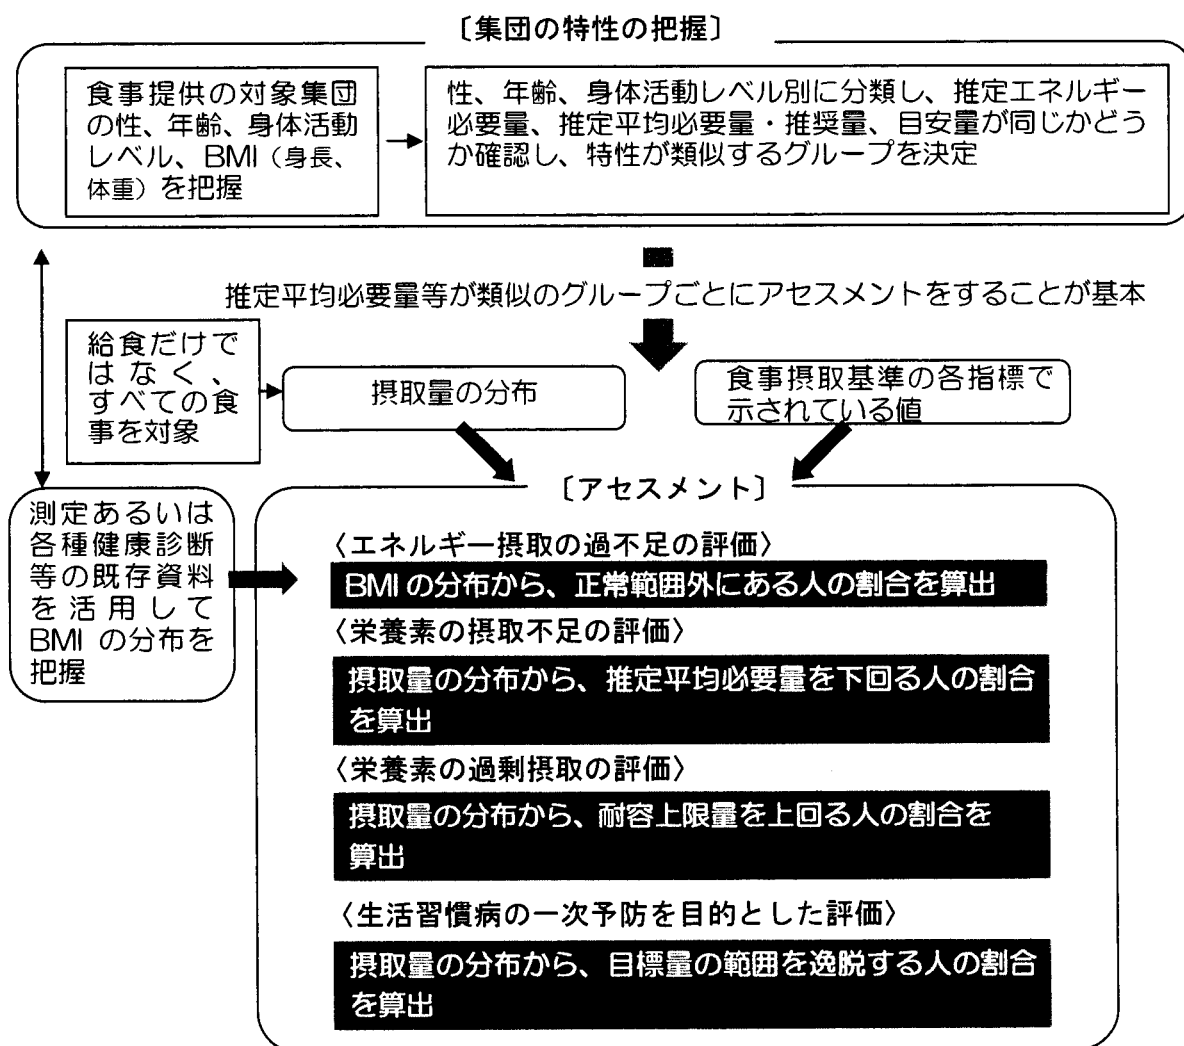 〔集団の特性の把握〕
食事提供の対象集団
の性、年齢、身体活動
レベル、BMI（身長、
体重）を把握
性、年齢、身体活動レベル別に分類し、推定エネルギー
必要量、推定平均必要量・推奨量、目安量が同じかどう
か確認し、特性が類似するグループを決定
推定平均必要量等が類似のグループごとにアセスメントをすることが基本
給食だけで
はなく、
すべての食
事を対象
摂取量の分布
食事摂取基準の各指標で
示されている値
測定あるいは
各種健康診断
等の既存資料
を活用して
BMI の分布を
把握
〔アセスメント〕
〈エネルギー摂取の過不足の評価〉
BMI の分布から、正常範囲外にある人の割合を算出
〈栄養素の摂取不足の評価〉
摂取量の分布から、推定平均必要量を下回る人の割合
を算出
〈栄養素の過剰摂取の評価〉
摂取量の分布から、耐容上限量を上回る人の割合を
算出
〈生活習慣病の一次予防を目的とした評価〉
摂取量の分布から、目標量の範囲を逸脱する人の割合
を算出